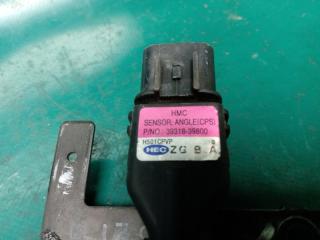 HMC
SENSOR, ANGLE(CPS)
P/NO : 39318-39800
H501CPVP
HEC ZG 8 A